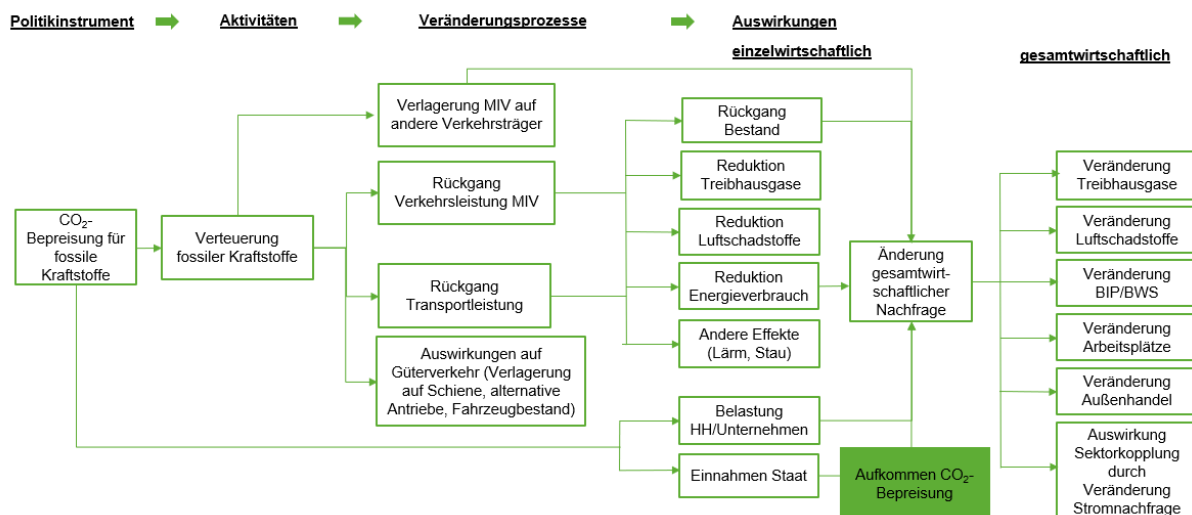 Politikinstrument
Aktivitäten
Veränderungsprozesse
Auswirkungen
einzelwirtschaftlich
gesamtwirtschaftlich
CO₂-
Bepreisung für
fossile
Kraftstoffe
Verteuerung
fossiler Kraftstoffe
Verlagerung MIV auf
andere Verkehrsträger
Rückgang
Verkehrsleistung MIV
Rückgang
Transportleistung
Auswirkungen auf
Güterverkehr (Verlagerung
auf Schiene, alternative
Antriebe, Fahrzeugbestand)
Rückgang
Bestand
Reduktion
Treibhausgase
Reduktion
Luftschadstoffe
Reduktion
Energieverbrauch
Andere Effekte
(Lärm, Stau)
Belastung
HH/Unternehmen
Einnahmen Staat
Änderung
gesamtwirt-
schaftlicher
Nachfrage
Aufkommen CO₂-
Bepreisung
Veränderung
Treibhausgase
Veränderung
Luftschadstoffe
Veränderung
BIP/BWS
Veränderung
Arbeitsplätze
Veränderung
Außenhandel
Auswirkung
Sektorkopplung
durch
Veränderung
Stromnachfrage